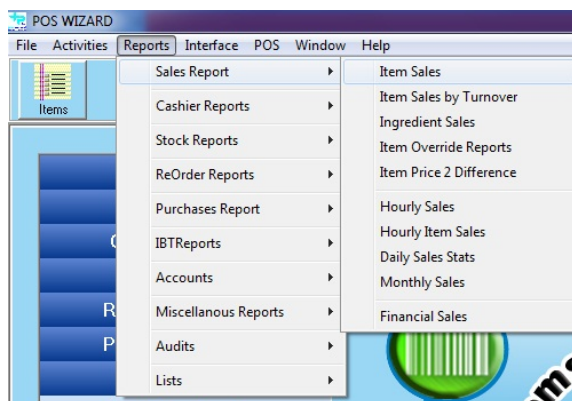 POS WIZARD
File Activities Reports Interface POS Window Help
Items
Sales Report
Cashier Reports
Stock Reports
ReOrder Reports
Purchases Report
IBTReports
Accounts
Miscellanous Reports
Audits
Lists
Item Sales
Item Sales by Turnover
Ingredient Sales
Item Override Reports
Item Price 2 Difference
Hourly Sales
Hourly Item Sales
Daily Sales Stats
Monthly Sales
Financial Sales